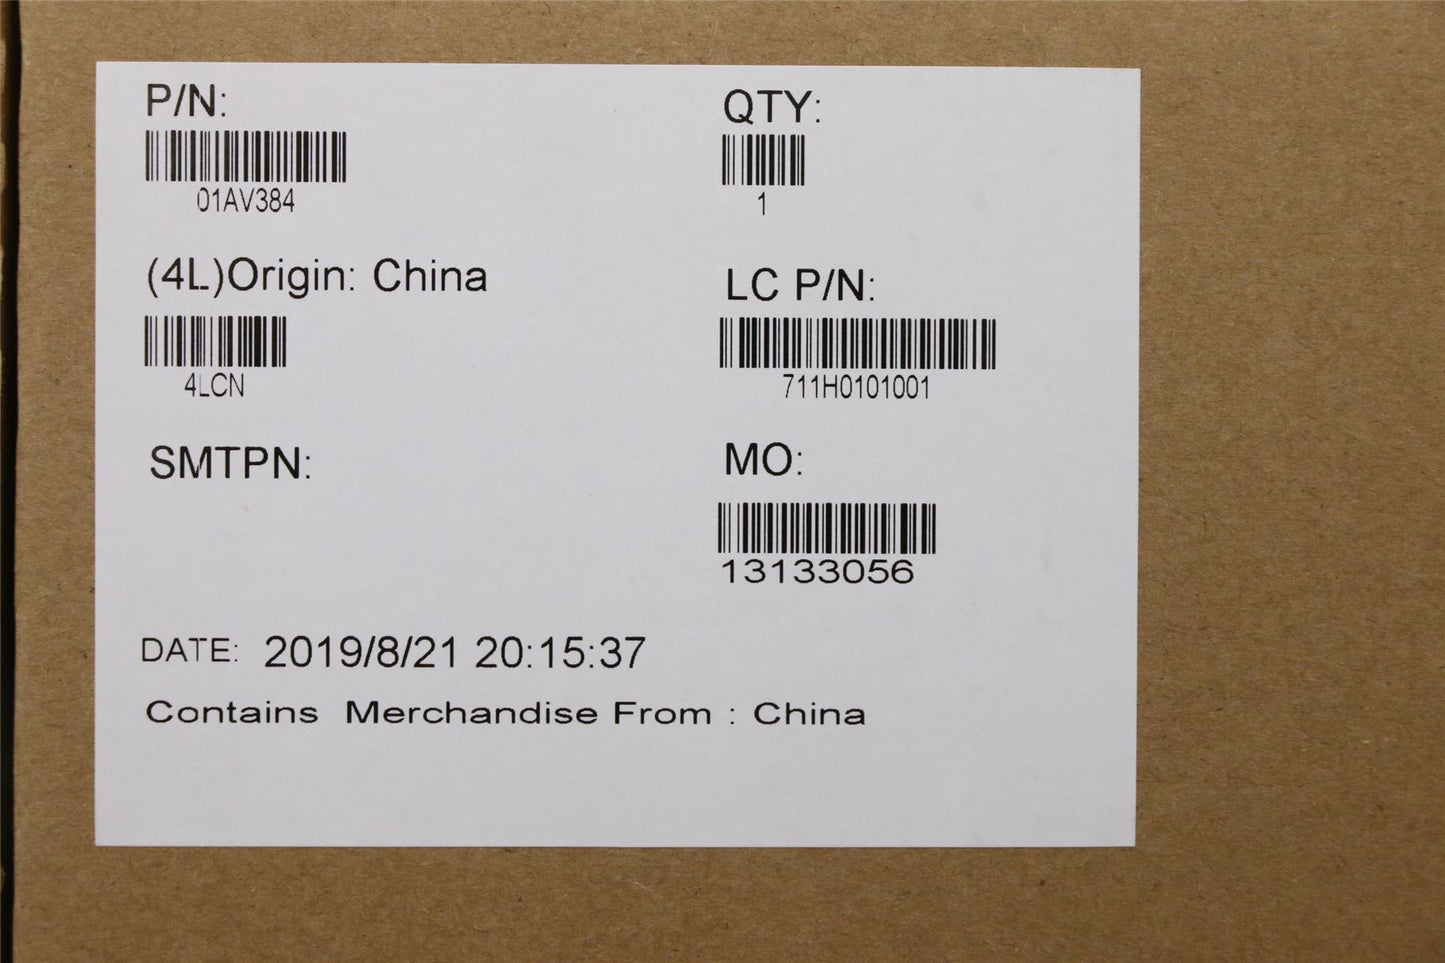 P/N:
01AV384
QTY:
1
(4L)Origin: China
4LCN
LC P/N:
711H0101001
SMTPN:
MO:
13133056
DATE: 2019/8/21 20:15:37
Contains Merchandise From : China